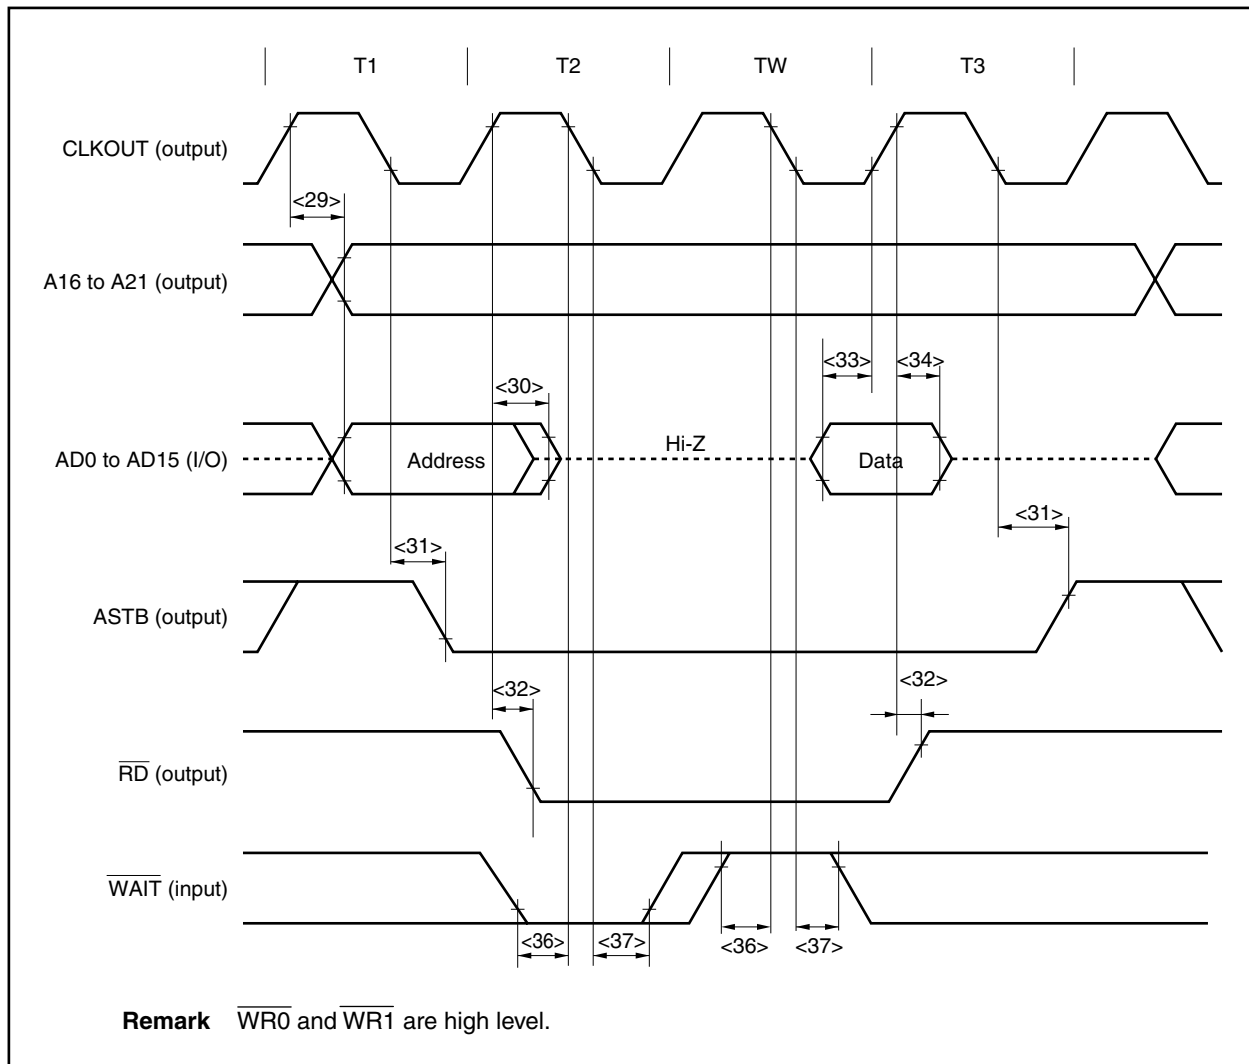 T1 T2 TW T3
CLKOUT (output)
<29>
A16 to A21 (output)
<33> <34>
<30>
Hi-Z
AD0 to AD15 (I/O) Address Data
<31>
<31>
ASTB (output)
<32> <32>
RD (output)
WAIT (input)
<36> <37> <36> <37>
Remark WR0 and WR1 are high level.